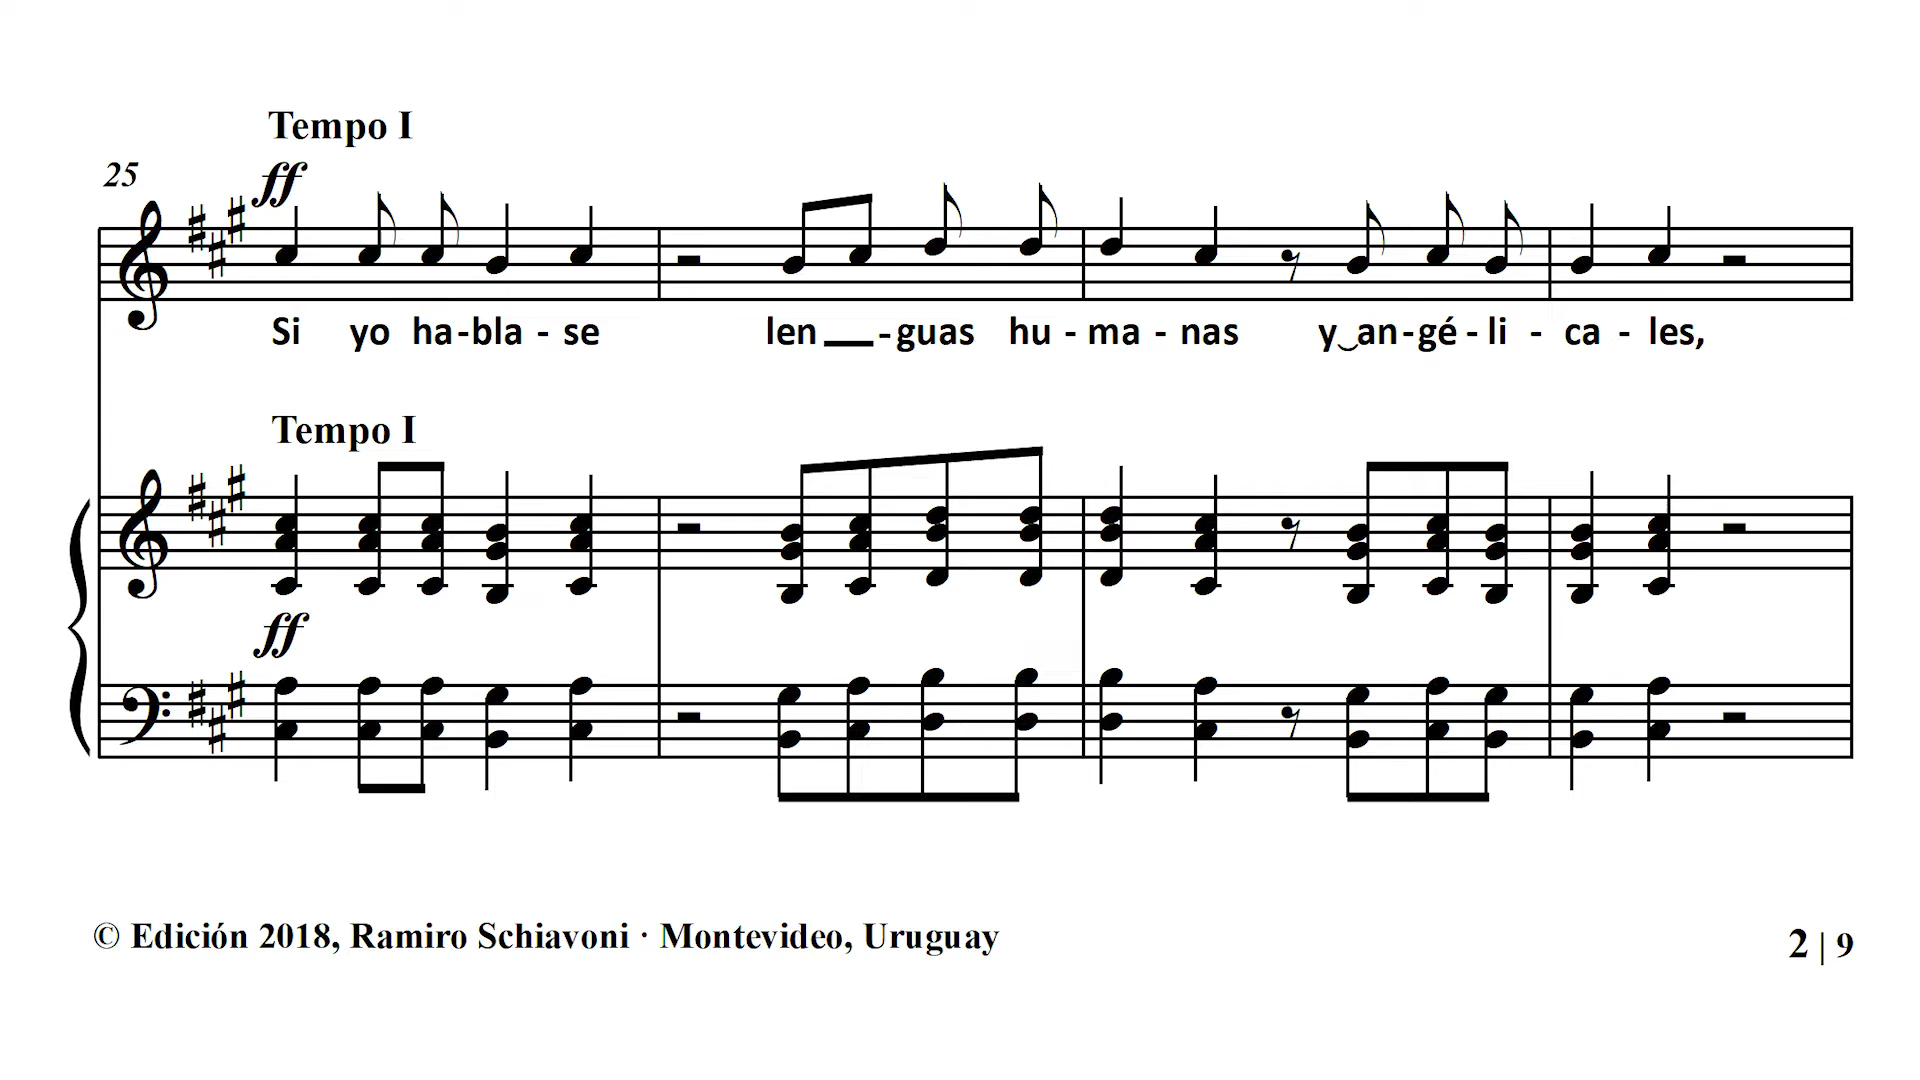 Tempo I
25
ff
Si yo ha-bla - se len - guas hu - ma - nas y‿an-gé - li - ca - les,
Tempo I
ff
© Edición 2018, Ramiro Schiavoni · Montevideo, Uruguay
2 | 9